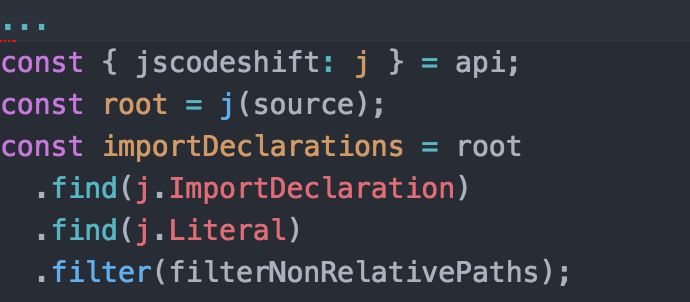 ...
const { jscodeshift: j } = api;
const root = j(source);
const importDeclarations = root
  .find(j.ImportDeclaration)
  .find(j.Literal)
  .filter(filterNonRelativePaths);